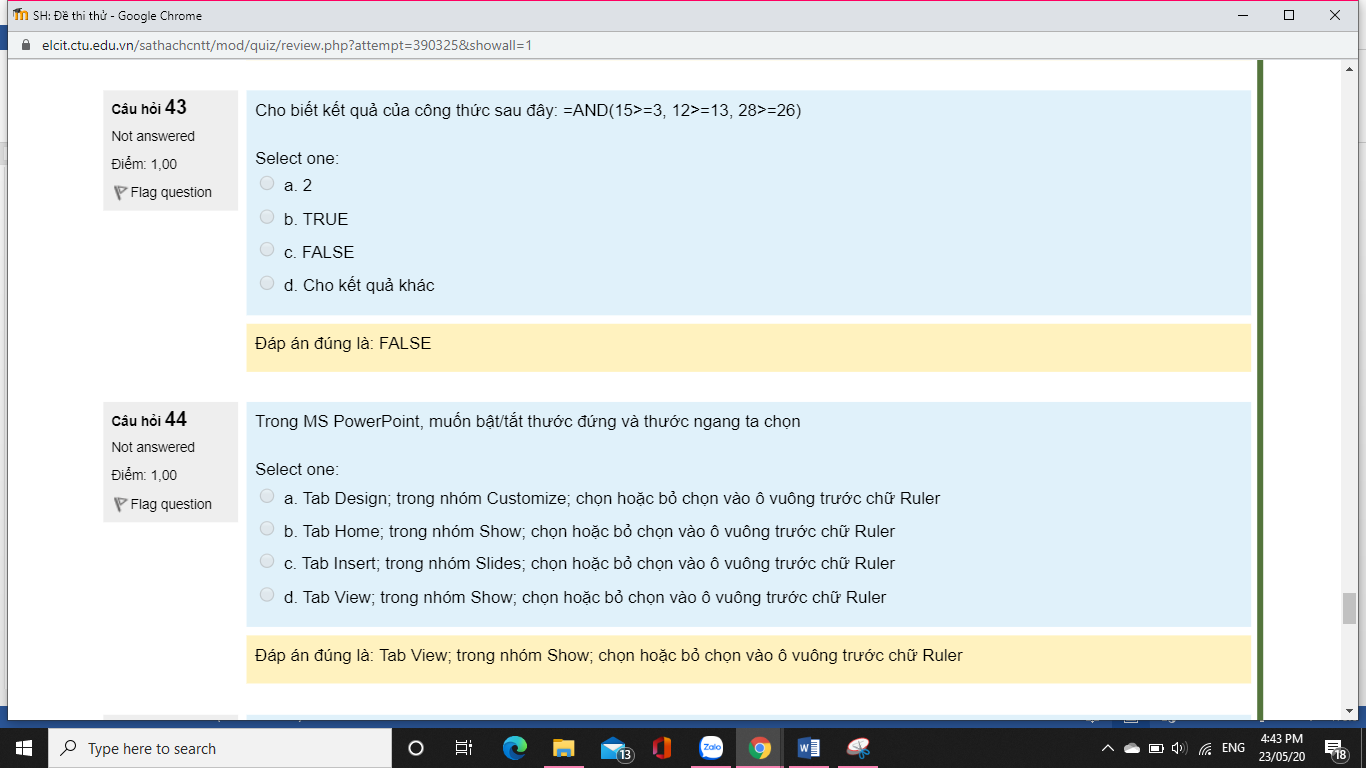 SH: Đề thi thử - Google Chrome
elcit.ctu.edu.vn/sathachcntt/mod/quiz/review.php?attempt=390325&showall=1
Câu hỏi 43
Not answered
Điểm: 1,00
Flag question
Cho biết kết quả của công thức sau đây: =AND(15>=3, 12>=13, 28>=26)
Select one:
a. 2
b. TRUE
c. FALSE
d. Cho kết quả khác
Đáp án đúng là: FALSE
Câu hỏi 44
Not answered
Điểm: 1,00
Flag question
Trong MS PowerPoint, muốn bật/tắt thước đứng và thước ngang ta chọn
Select one:
a. Tab Design; trong nhóm Customize; chọn hoặc bỏ chọn vào ô vuông trước chữ Ruler
b. Tab Home; trong nhóm Show; chọn hoặc bỏ chọn vào ô vuông trước chữ Ruler
c. Tab Insert; trong nhóm Slides; chọn hoặc bỏ chọn vào ô vuông trước chữ Ruler
d. Tab View; trong nhóm Show; chọn hoặc bỏ chọn vào ô vuông trước chữ Ruler
Đáp án đúng là: Tab View; trong nhóm Show; chọn hoặc bỏ chọn vào ô vuông trước chữ Ruler
Type here to search
13
Zalo
ENG
4:43 PM
23/05/20
18